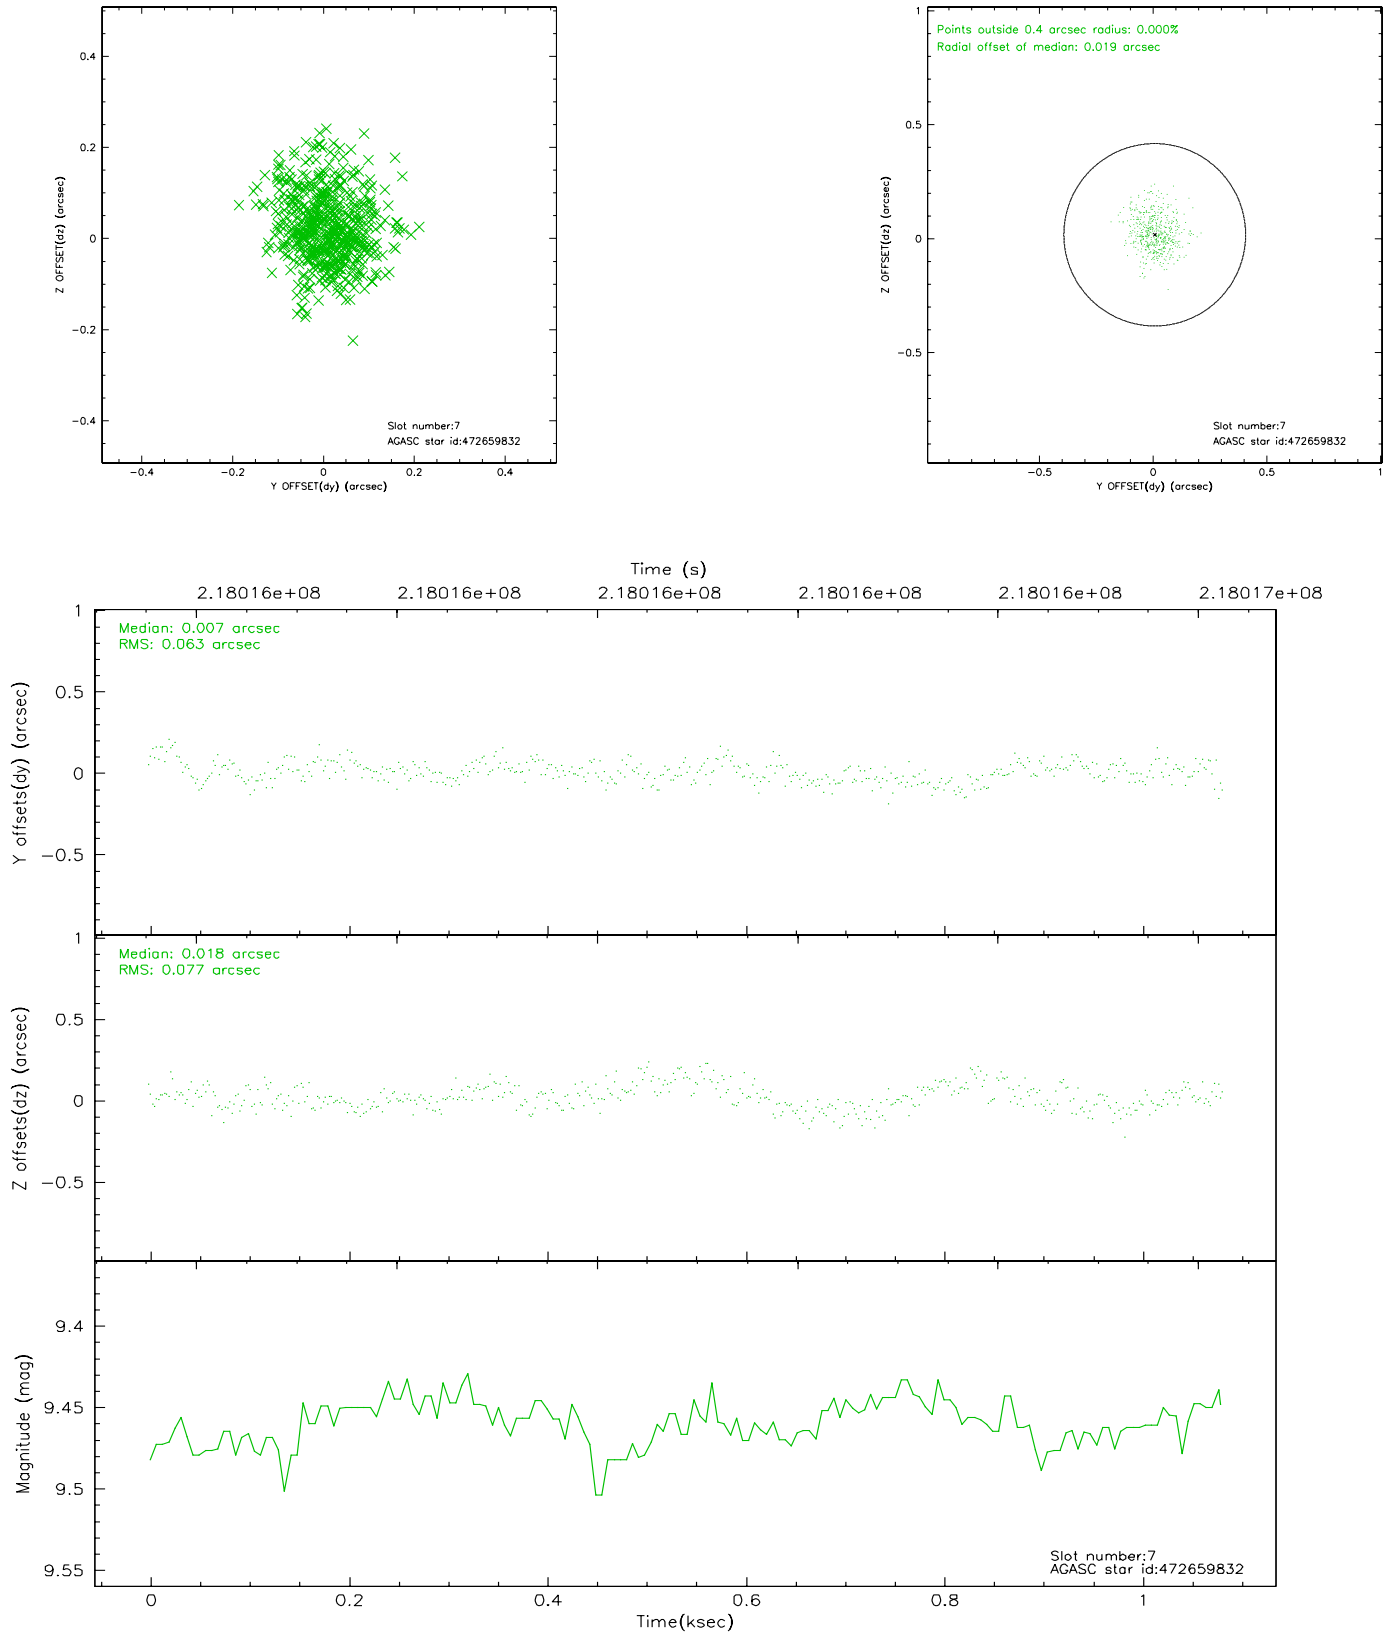 0.4
0.2
0
-0.2
-0.4
Z OFFSET(dz) (arcsec)
Slot number:7
AGASC star id:472659832
-0.4 -0.2 0 0.2 0.4
Y OFFSET(dy) (arcsec)
1
0.5
0
-0.5
Z OFFSET(dz) (arcsec)
Points outside 0.4 arcsec radius: 0.000%
Radial offset of median: 0.019 arcsec
Slot number:7
AGASC star id:472659832
-0.5 0 0.5 1
Y OFFSET(dy) (arcsec)
Time (s)
2.18016e+08 2.18016e+08 2.18016e+08 2.18016e+08 2.18016e+08 2.18017e+08
1
0.5
0
-0.5
Y offsets(dy) (arcsec)
Median: 0.007 arcsec
RMS: 0.063 arcsec
1
0.5
0
-0.5
Z offsets(dz) (arcsec)
Median: 0.018 arcsec
RMS: 0.077 arcsec
9.4
9.45
9.5
9.55
Magnitude (mag)
Slot number:7
AGASC star id:472659832
0 0.2 0.4 0.6 0.8 1
Time(ksec)